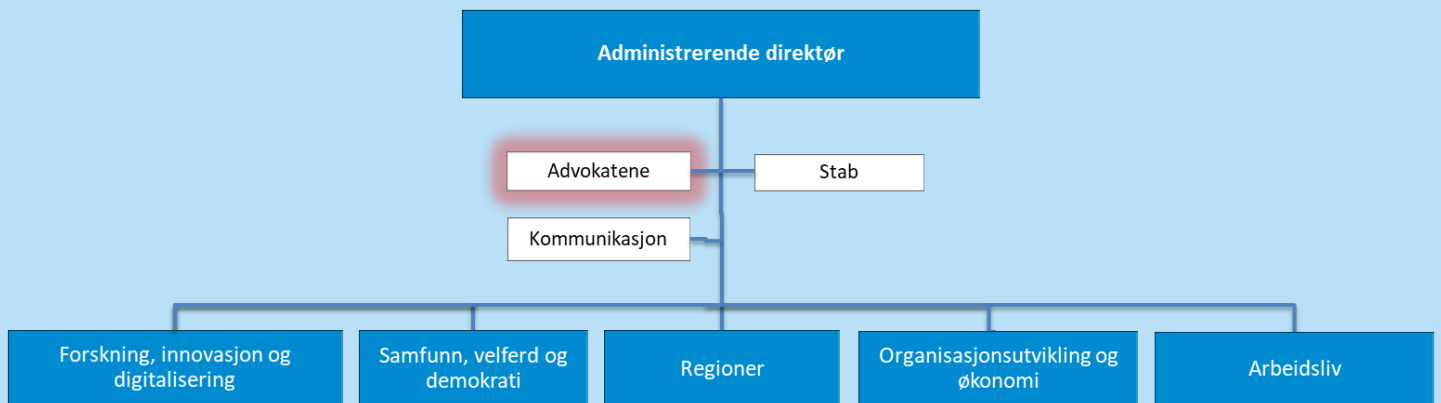 Administrerende direktør
Advokatene
Stab
Kommunikasjon
Forskning, innovasjon og
digitalisering
Samfunn, velferd og
demokrati
Regioner
Organisasjonsutvikling og
økonomi
Arbeidsliv